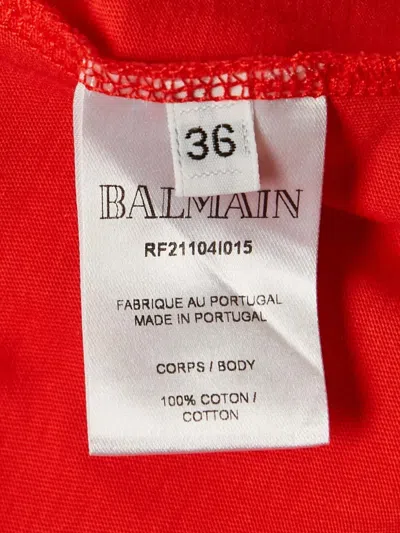 36
BALMAIN
RF21104I015
FABRIQUE AU PORTUGAL
MADE IN PORTUGAL
CORPS / BODY
100% COTON /
COTTON